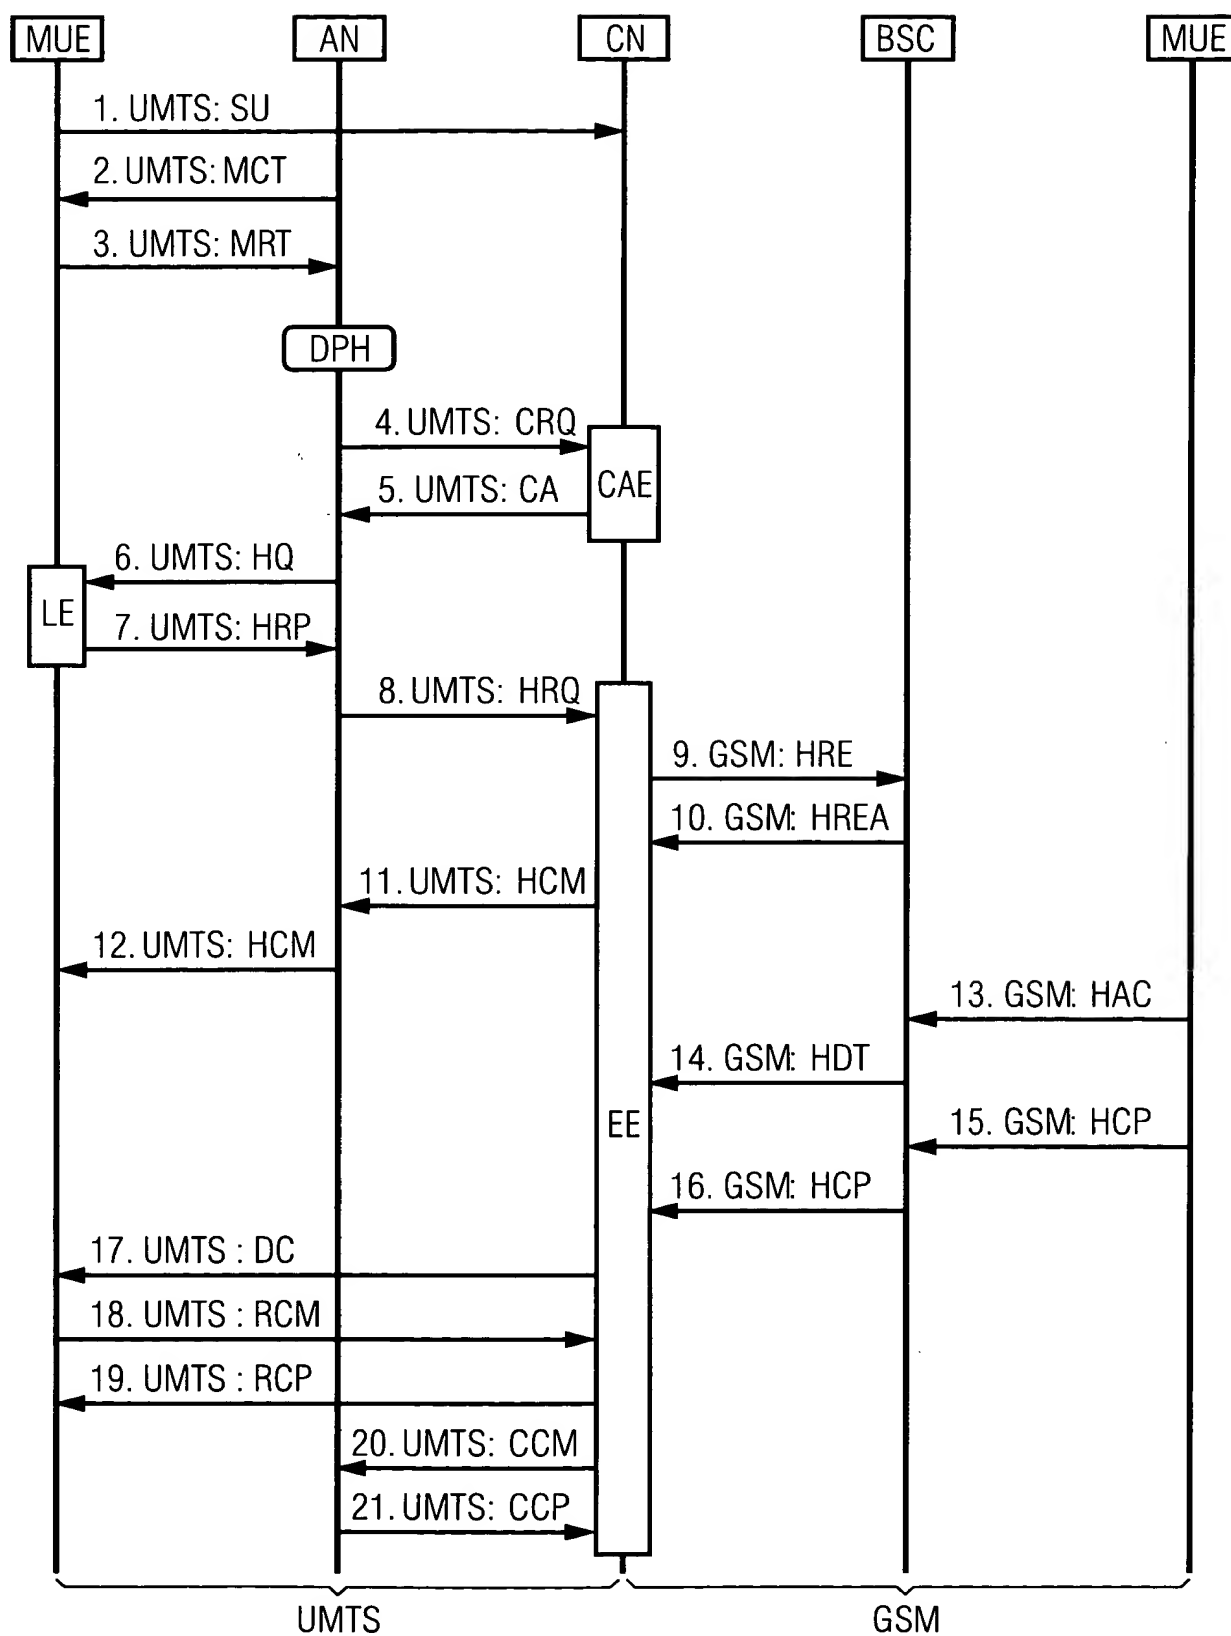 MUE AN CN BSC MUE
1. UMTS: SU
2. UMTS: MCT
3. UMTS: MRT
DPH
4. UMTS: CRQ
CAE
5. UMTS: CA
6. UMTS: HQ
LE
7. UMTS: HRP
8. UMTS: HRQ
9. GSM: HRE
10. GSM: HREA
11. UMTS: HCM
12. UMTS: HCM
13. GSM: HAC
14. GSM: HDT
EE
15. GSM: HCP
16. GSM: HCP
17. UMTS : DC
18. UMTS : RCM
19. UMTS : RCP
20. UMTS: CCM
21. UMTS: CCP
UMTS GSM